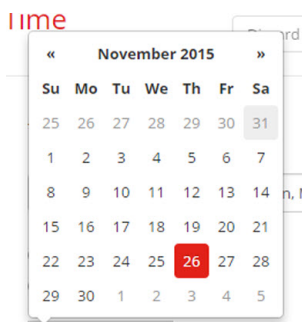 Time
Discard
« November 2015 »
Su Mo Tu We Th Fr Sa
25 26 27 28 29 30 31
1 2 3 4 5 6 7
8 9 10 11 12 13 14
15 16 17 18 19 20 21
22 23 24 25 26 27 28
29 30 1 2 3 4 5